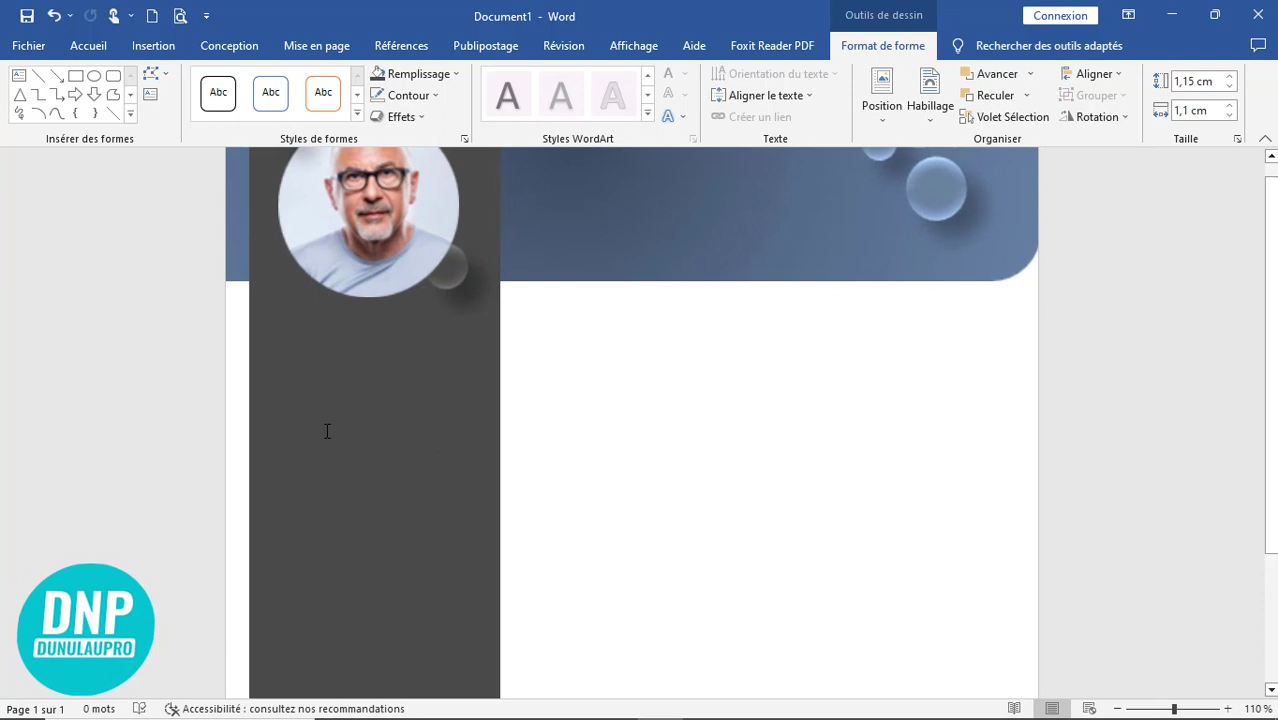 Document1 - Word
Outils de dessin
Connexion
Fichier Accueil Insertion Conception Mise en page Références Publipostage Révision Affichage Aide Foxit Reader PDF Format de forme Rechercher des outils adaptés
Abc Abc Abc
Remplissage
Contour
Effets
A A A
Orientation du texte
Aligner le texte
Créer un lien
Position
Habillage
Avancer
Reculer
Volet Sélection
Aligner
Grouper
Rotation
1,15 cm
1,1 cm
Insérer des formes Styles de formes Styles WordArt Texte Organiser Taille
DNP
DUNULAUPRO
Page 1 sur 1 0 mots Accessibilité : consultez nos recommandations 110 %